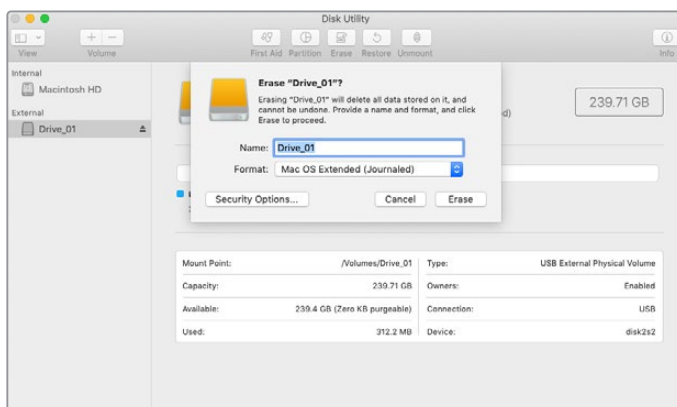 Disk Utility
View
Volume
First Aid Partition Erase Restore Unmount
Info
Internal
Macintosh HD
External
Drive_01
Erase “Drive_01”?
Erasing “Drive_01” will delete all data stored on it, and
cannot be undone. Provide a name and format, and click
Erase to proceed.
Name: Drive_01
Format: Mac OS Extended (Journaled)
Security Options...
Cancel
Erase
239.71 GB
Mount Point: /Volumes/Drive_01
Capacity: 239.71 GB
Available: 239.4 GB (Zero KB purgeable)
Used: 312.2 MB
Type: USB External Physical Volume
Owners: Enabled
Connection: USB
Device: disk2s2